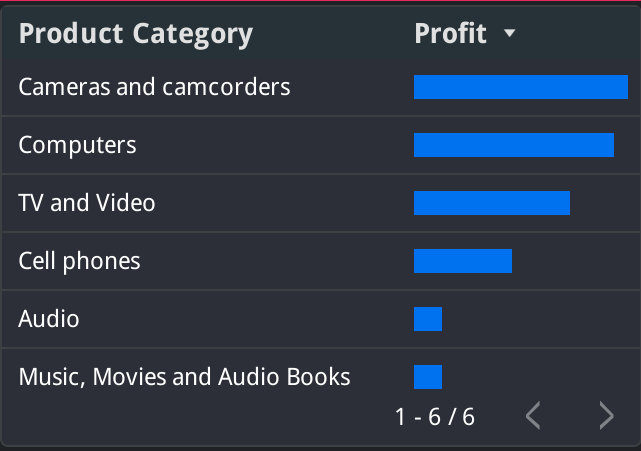 Product Category Profit
Cameras and camcorders
Computers
TV and Video
Cell phones
Audio
Music, Movies and Audio Books
1 - 6 / 6